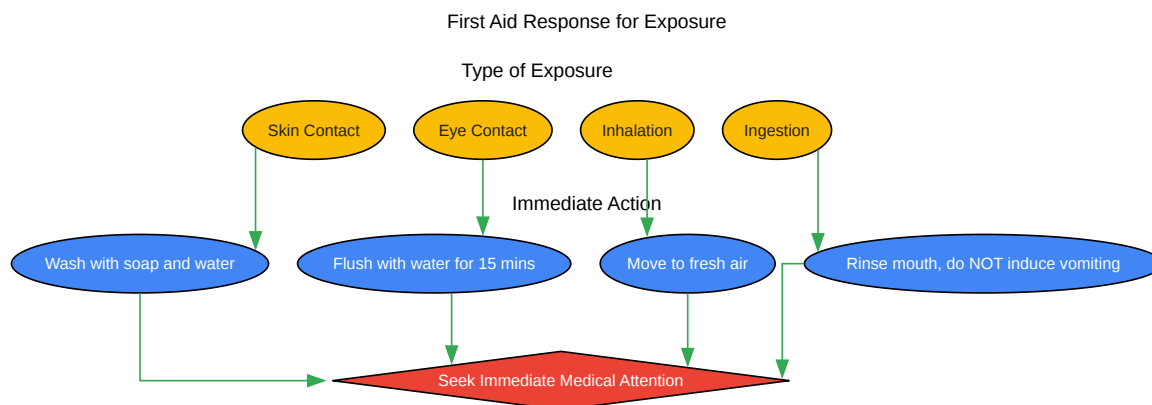 First Aid Response for Exposure
Type of Exposure
Skin Contact
Eye Contact
Inhalation
Ingestion
Immediate Action
Wash with soap and water
Flush with water for 15 mins
Move to fresh air
Rinse mouth, do NOT induce vomiting
Seek Immediate Medical Attention